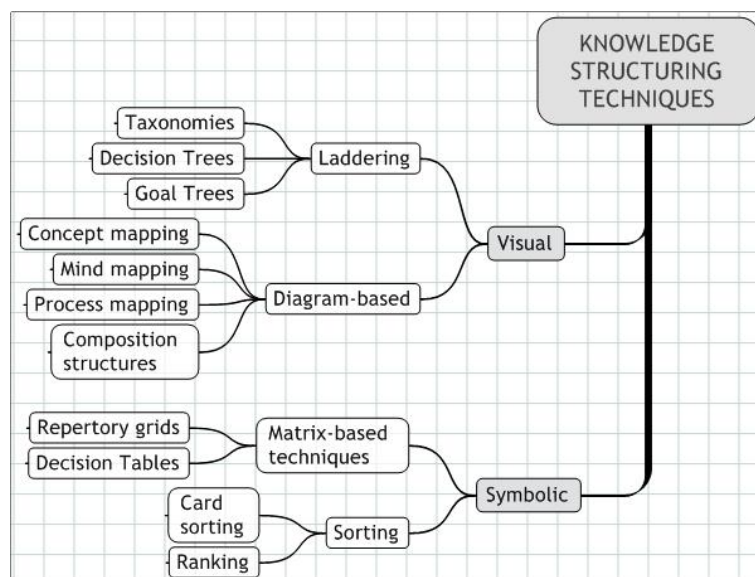 KNOWLEDGE
STRUCTURING
TECHNIQUES
Visual
Laddering
Taxonomies
Decision Trees
Goal Trees
Diagram-based
Concept mapping
Mind mapping
Process mapping
Composition
structures
Symbolic
Matrix-based
techniques
Repertory grids
Decision Tables
Sorting
Card
sorting
Ranking